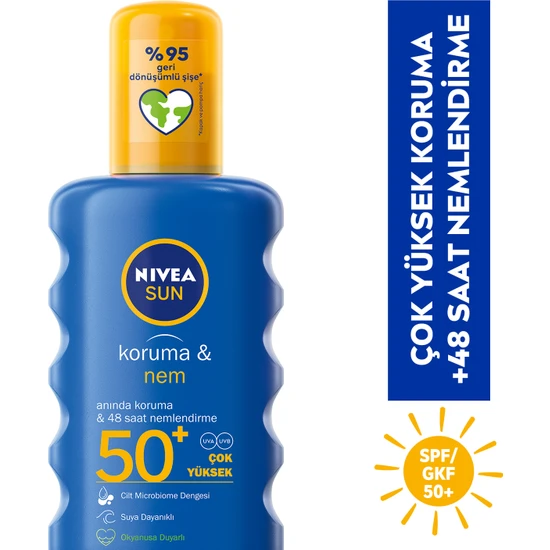 % 95
geri
dönüşümlü şişe*
*Kapak ve pompa hariç
NIVEA
SUN
koruma &
nem
anında koruma
& 48 saat nemlendirme
50+
UVA UVB
ÇOK
YÜKSEK
Cilt Microbiome Dengesi
Suya Dayanıklı
Okyanusa Duyarlı
ÇOK YÜKSEK KORUMA
+48 SAAT NEMLENDİRME
SPF/
GKF
50+